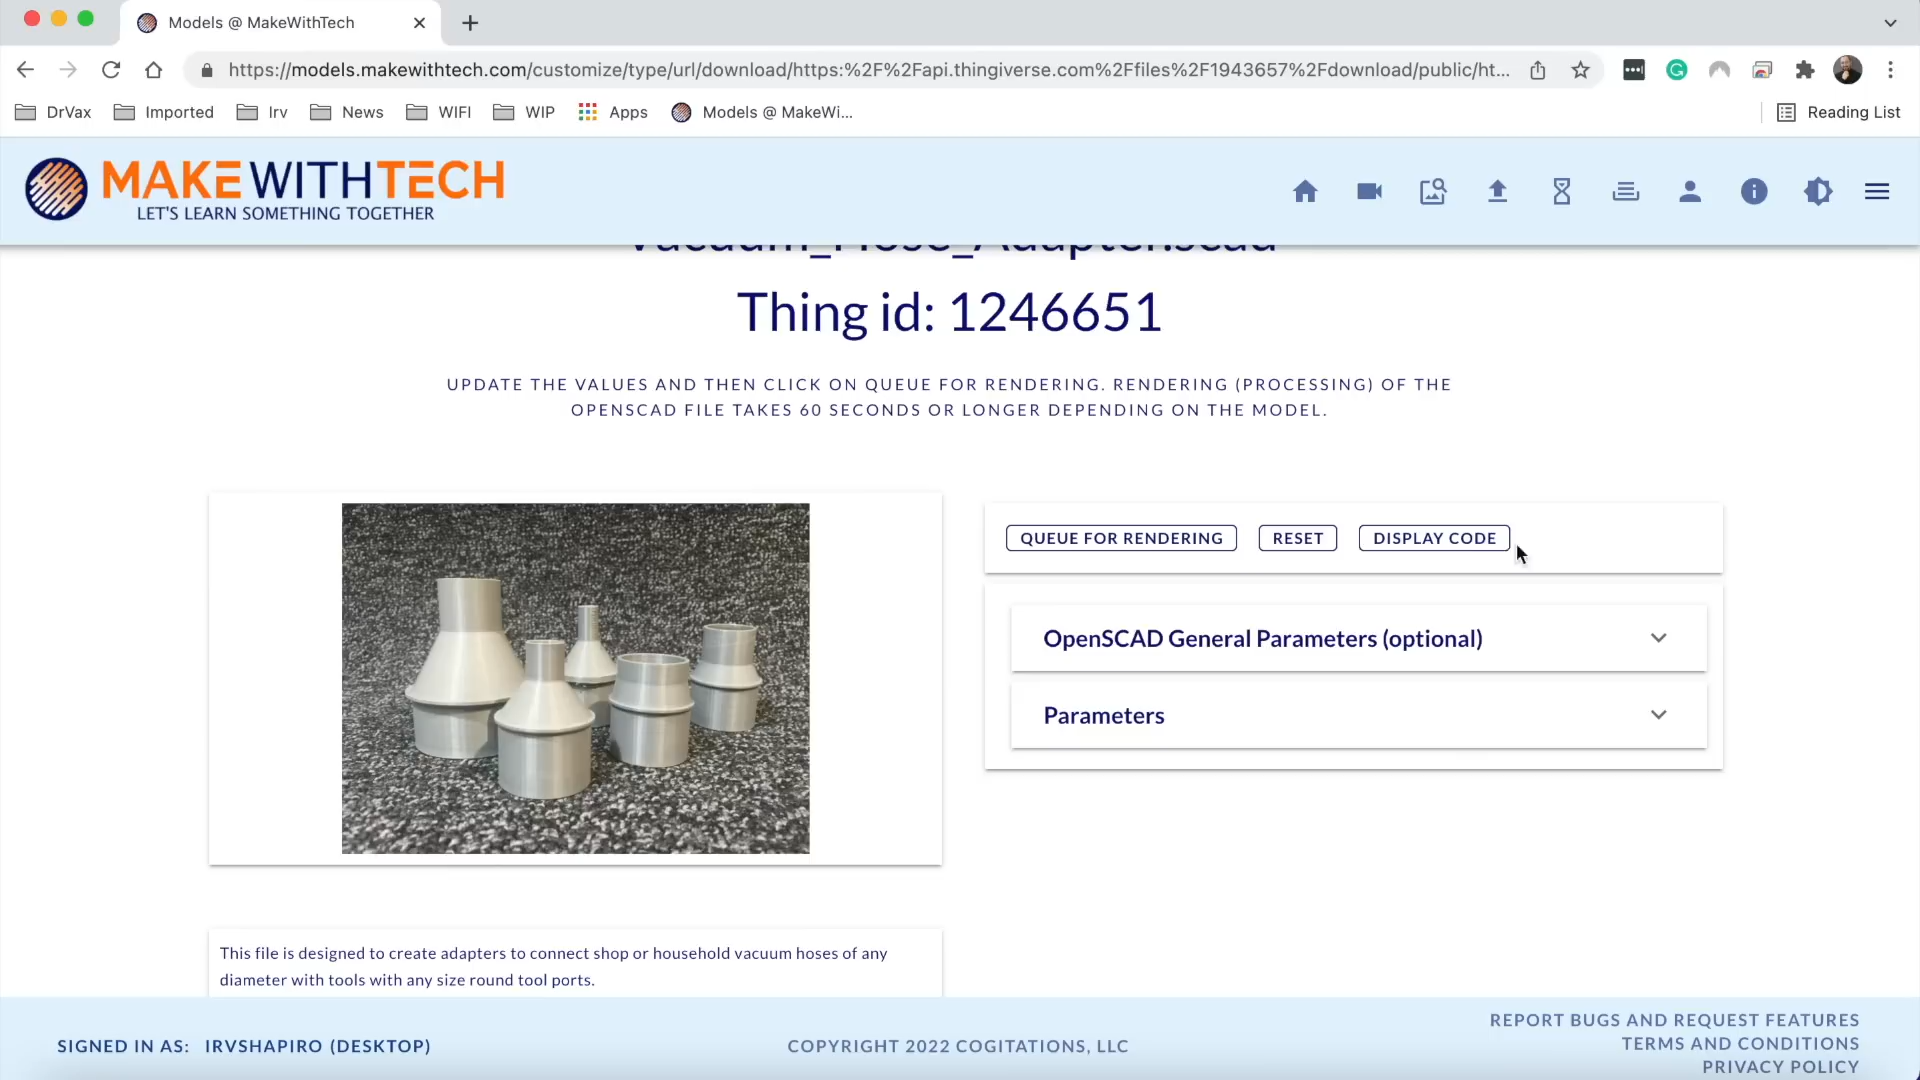 Models @ MakeWithTech
https://models.makewithtech.com/customize/type/url/download/https:%2F%2Fapi.thingiverse.com%2Ffiles%2F1943657%2Fdownload/public/ht...
DrVax Imported Irv News WIFI WIP Apps Models @ MakeWi... Reading List
MAKEWITHTECH
LET'S LEARN SOMETHING TOGETHER
Vacuum_Hose_Adapter.scad
Thing id: 1246651
UPDATE THE VALUES AND THEN CLICK ON QUEUE FOR RENDERING. RENDERING (PROCESSING) OF THE
OPENSCAD FILE TAKES 60 SECONDS OR LONGER DEPENDING ON THE MODEL.
QUEUE FOR RENDERING RESET DISPLAY CODE
OpenSCAD General Parameters (optional)
Parameters
This file is designed to create adapters to connect shop or household vacuum hoses of any
diameter with tools with any size round tool ports.
SIGNED IN AS: IRVSHAPIRO (DESKTOP)
COPYRIGHT 2022 COGITATIONS, LLC
REPORT BUGS AND REQUEST FEATURES
TERMS AND CONDITIONS
PRIVACY POLICY